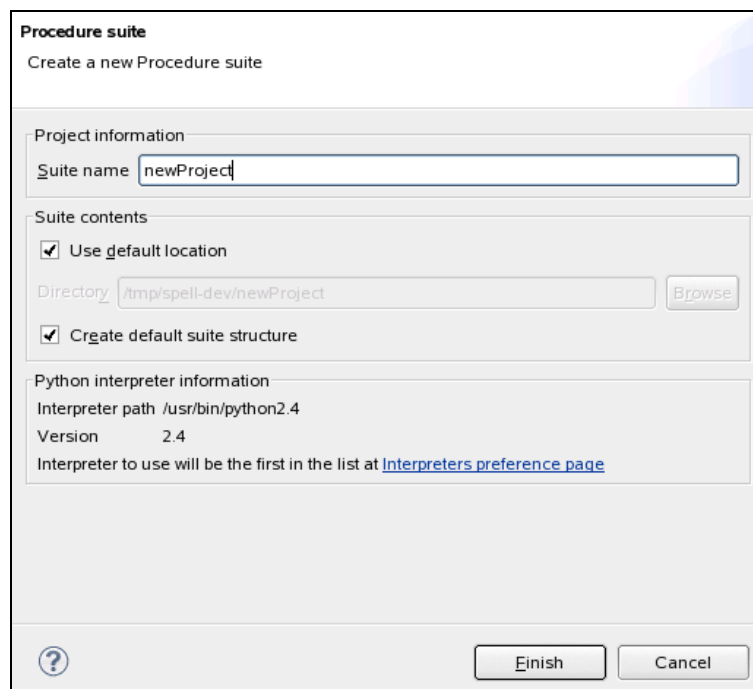 Procedure suite
Create a new Procedure suite
Project information
Suite name newProject
Suite contents
Use default location
Directory /tmp/spell-dev/newProject Browse
Create default suite structure
Python interpreter information
Interpreter path /usr/bin/python2.4
Version 2.4
Interpreter to use will be the first in the list at Interpreters preference page
? Finish Cancel